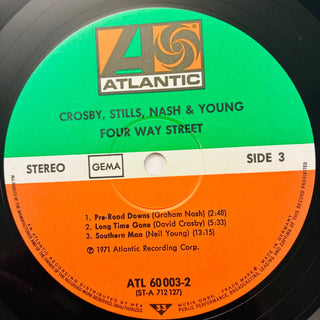 ATLANTIC
CROSBY, STILLS, NASH & YOUNG
FOUR WAY STREET
STEREO
GEMA
SIDE 3
1. Pre-Road Downs (Graham Nash) (2:48)
2. Long Time Gone (David Crosby) (5:33)
3. Southern Man (Neil Young) (13:15)
℗ 1971 Atlantic Recording Corp.
ATL 60 003-2
(ST-A 712 127)
33